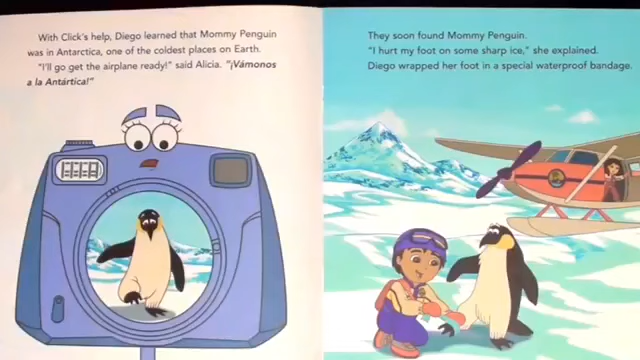 With Click's help, Diego learned that Mommy Penguin
was in Antarctica, one of the coldest places on Earth.
"I'll go get the airplane ready!" said Alicia. "¡Vámonos
a la Antártica!"
They soon found Mommy Penguin.
"I hurt my foot on some sharp ice," she explained.
Diego wrapped her foot in a special waterproof bandage.